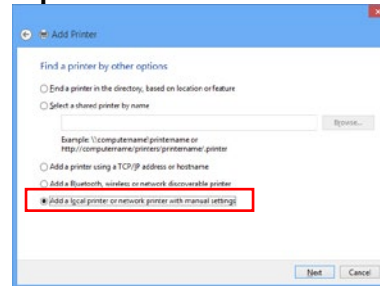 Add Printer
Find a printer by other options
Find a printer in the directory, based on location or feature
Select a shared printer by name
Browse...
Example: \\computername\printername or
http://computername/printers/printername/.printer
Add a printer using a TCP/IP address or hostname
Add a Bluetooth, wireless or network discoverable printer
Add a local printer or network printer with manual settings
Next Cancel